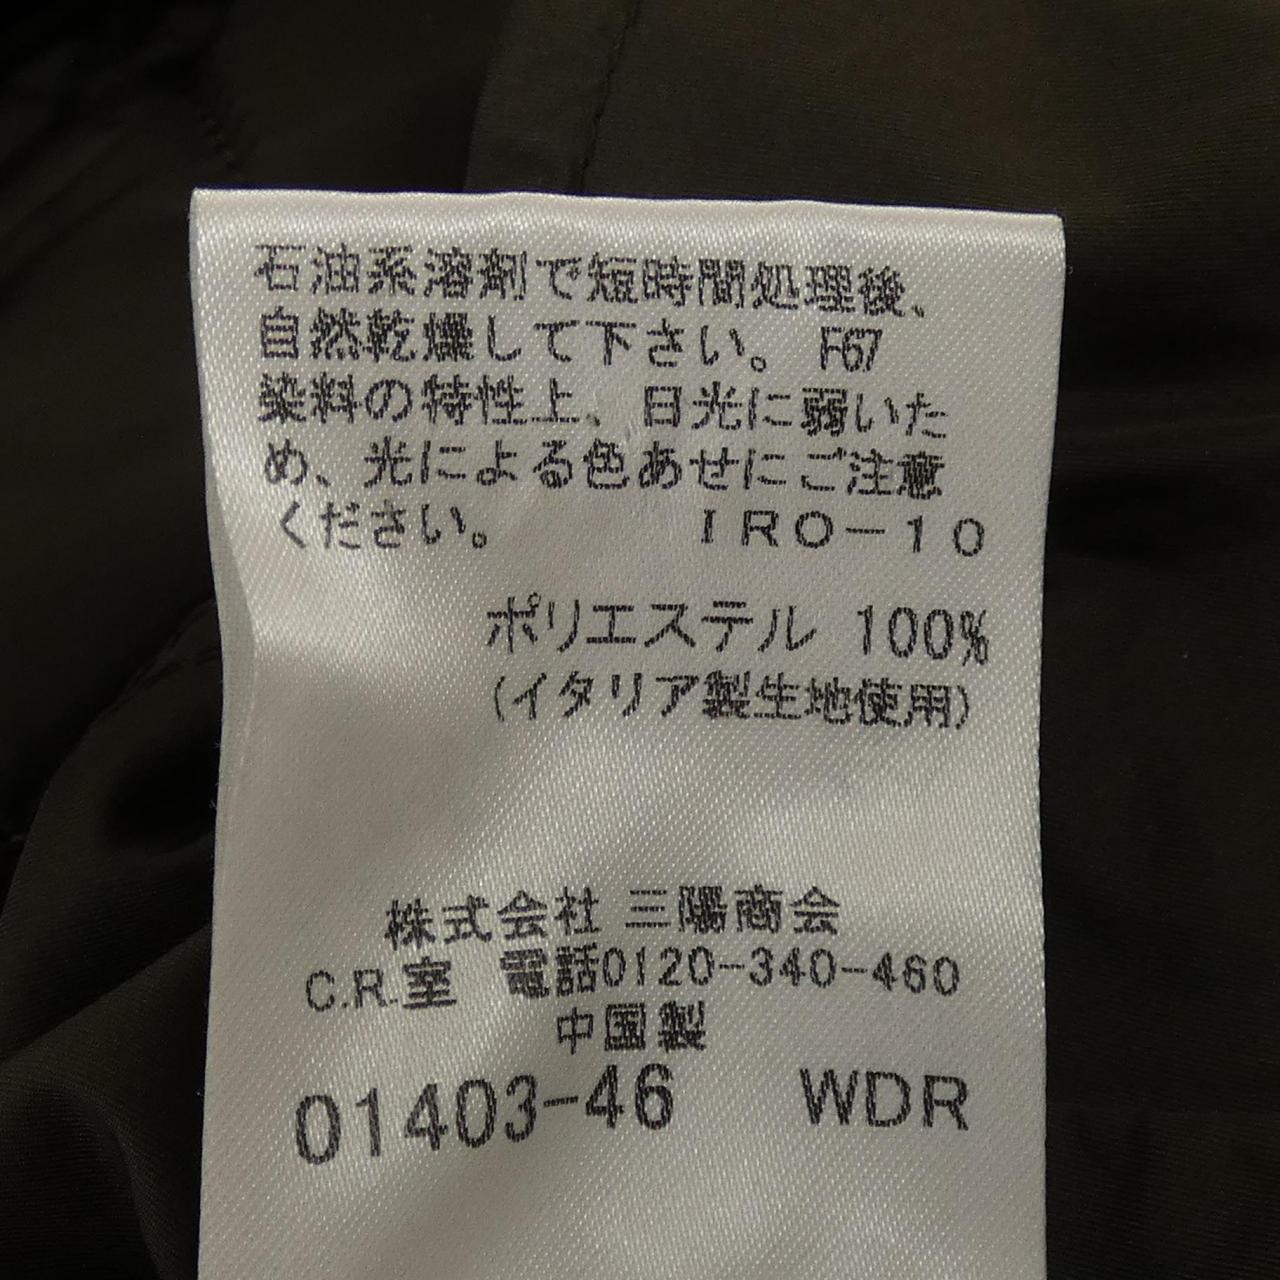 石油系溶剤で短時間処理後、
自然乾燥して下さい。 F67
染料の特性上、日光に弱いた
め、光による色あせにご注意
ください。 IRO-10
ポリエステル 100%
(イタリア製生地使用)
株式会社 三陽商会
C.R.室 電話0120-340-460
中国製
01403-46 WDR